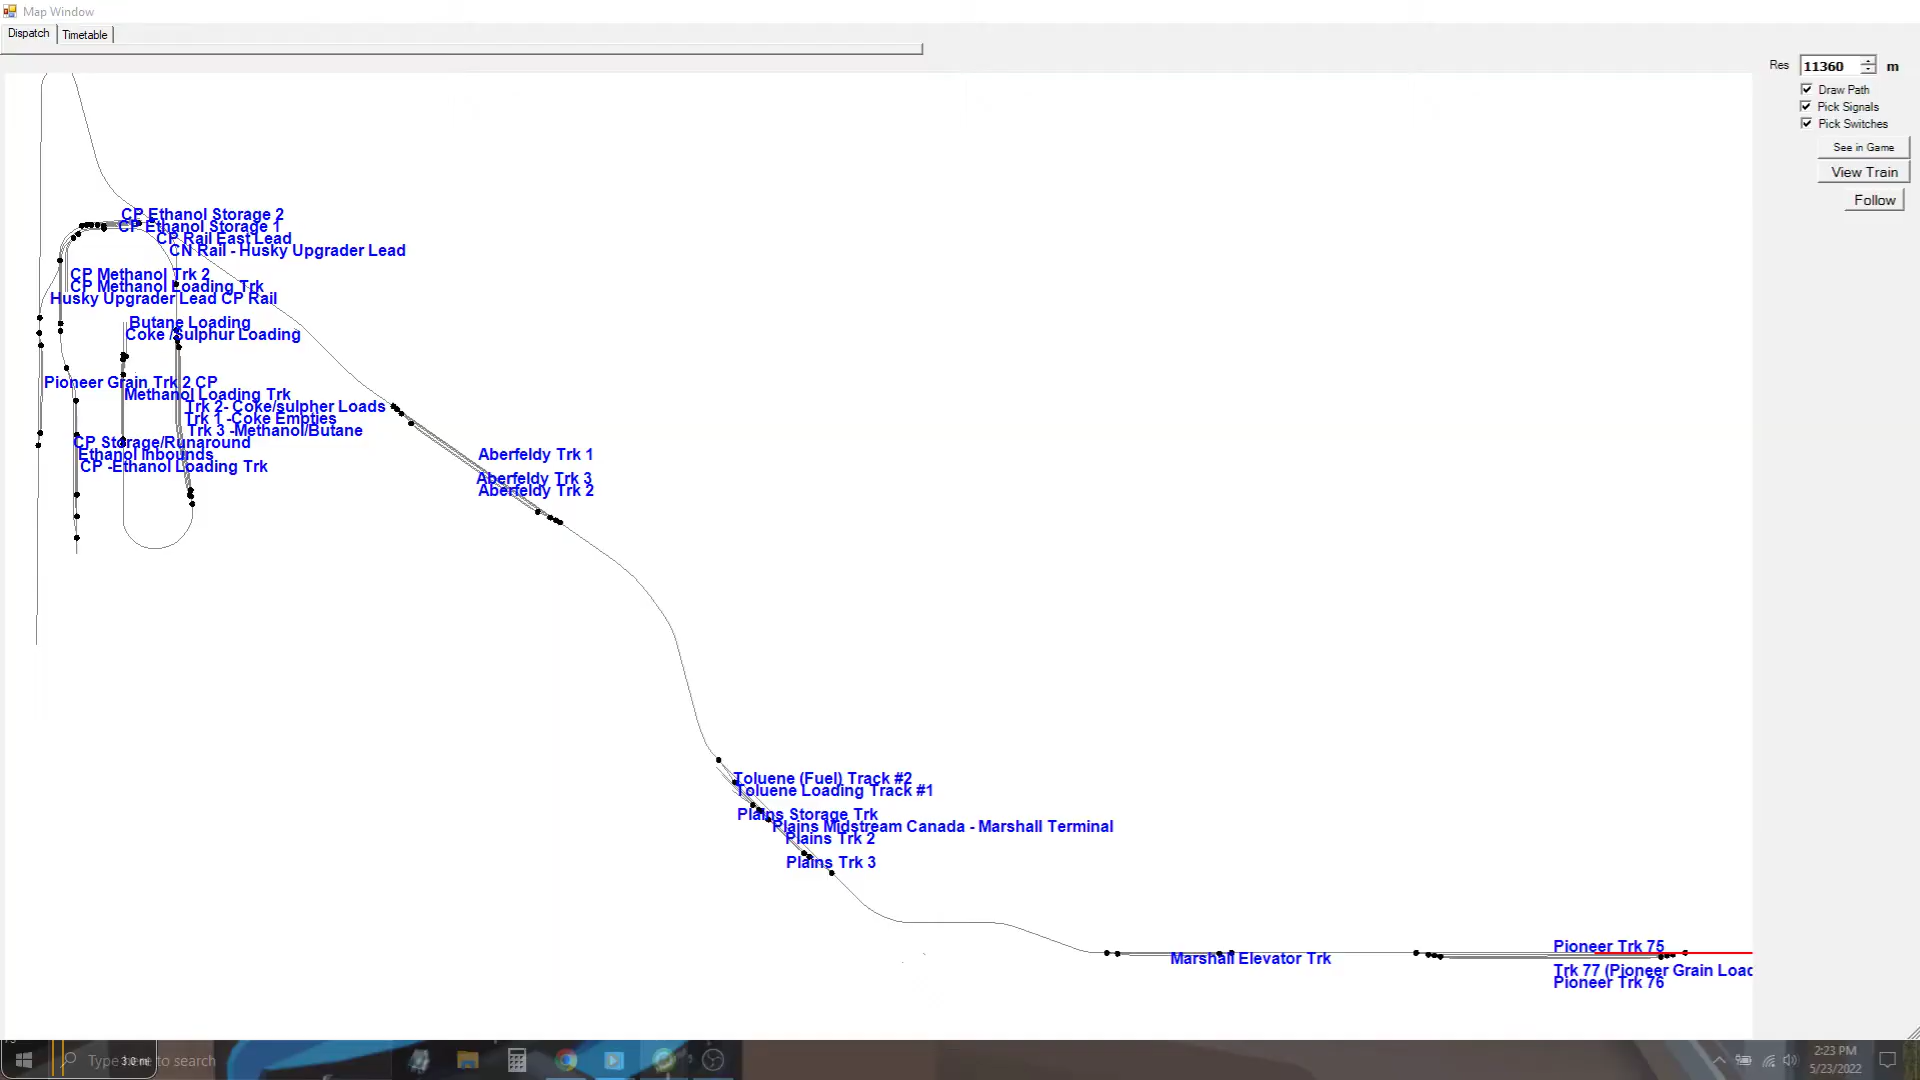 Map Window
Dispatch
Timetable
Res
11360
m
Draw Path
Pick Signals
Pick Switches
See in Game
View Train
Follow
CP Ethanol Storage 2
CP Ethanol Storage 1
CP Rail East Lead
CN Rail - Husky Upgrader Lead
CP Methanol Trk 2
CP Methanol Loading Trk
Husky Upgrader Lead CP Rail
Butane Loading
Coke /Sulphur Loading
Pioneer Grain Trk 2 CP
Methanol Loading Trk
Trk 2- Coke/sulpher Loads
Trk 1 -Coke Empties
Trk 3 -Methanol/Butane
CP Storage/Runaround
Ethanol Inbounds
CP -Ethanol Loading Trk
Aberfeldy Trk 1
Aberfeldy Trk 3
Aberfeldy Trk 2
Toluene (Fuel) Track #2
Toluene Loading Track #1
Plains Storage Trk
Plains Midstream Canada - Marshall Terminal
Plains Trk 2
Plains Trk 3
Marshall Elevator Trk
Pioneer Trk 75
Trk 77 (Pioneer Grain Load
Pioneer Trk 76
Type here to search
3.0 m
2:23 PM
5/23/2022